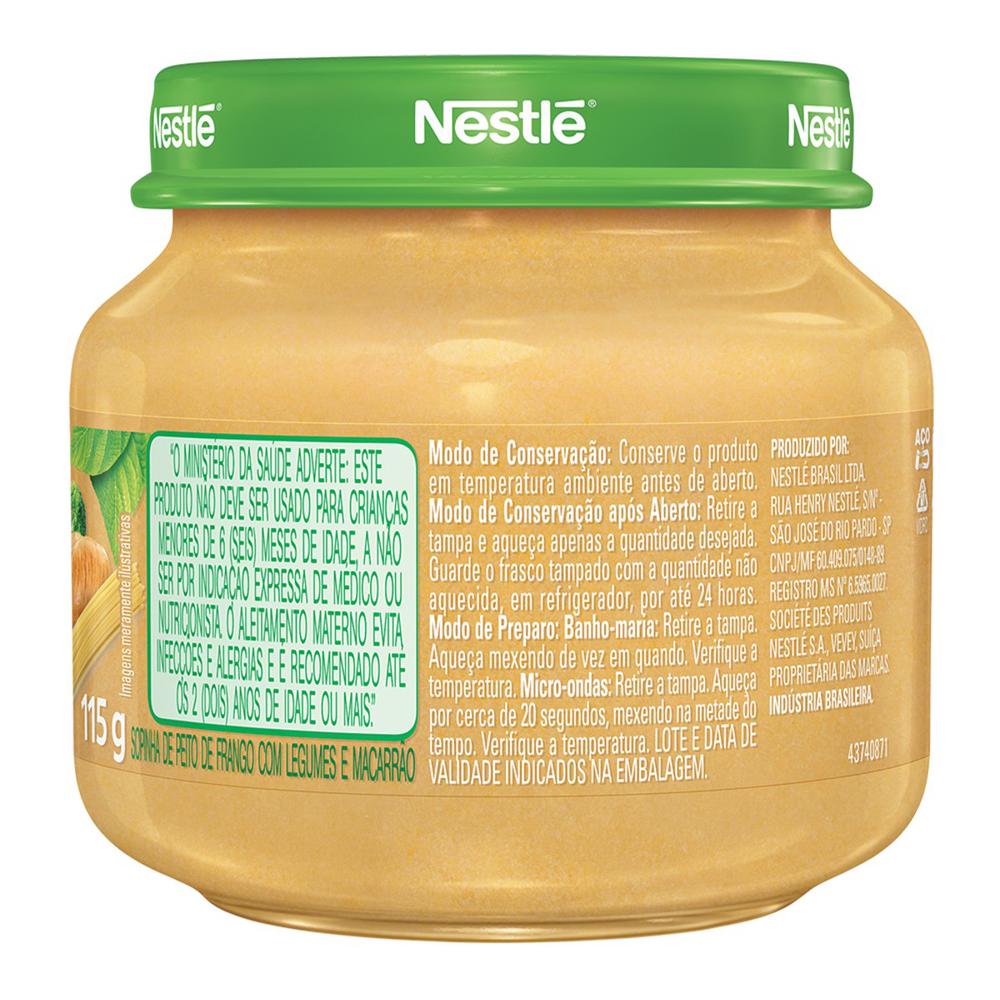 Nestlé®
Nestlé®
Nestlé
"O MINISTÉRIO DA SAÚDE ADVERTE: ESTE
PRODUTO NÃO DEVE SER USADO PARA CRIANÇAS
MENORES DE 6 (SEIS) MESES DE IDADE, A NÃO
SER POR INDICAÇÃO EXPRESSA DE MÉDICO OU
NUTRICIONISTA. O ALEITAMENTO MATERNO EVITA
INFECÇÕES E ALERGIAS E É RECOMENDADO ATÉ
OS 2 (DOIS) ANOS DE IDADE OU MAIS."
Imagens meramente ilustrativas
115 g
SOPINHA DE PEITO DE FRANGO COM LEGUMES E MACARRÃO
Modo de Conservação: Conserve o produto
em temperatura ambiente antes de aberto.
Modo de Conservação após Aberto: Retire a
tampa e aqueça apenas a quantidade desejada.
Guarde o frasco tampado com a quantidade não
aquecida, em refrigerador, por até 24 horas.
Modo de Preparo: Banho-maria: Retire a tampa.
Aqueça mexendo de vez em quando. Verifique a
temperatura. Micro-ondas: Retire a tampa. Aqueça
por cerca de 20 segundos, mexendo na metade do
tempo. Verifique a temperatura. LOTE E DATA DE
VALIDADE INDICADOS NA EMBALAGEM.
PRODUZIDO POR:
NESTLÉ BRASIL LTDA.
RUA HENRY NESTLÉ, S/Nº -
SÃO JOSÉ DO RIO PARDO - SP
CNPJ/MF 60.409.075/0148-89
REGISTRO MS Nº 6.5965.0027
SOCIÉTÉ DES PRODUITS
NESTLÉ S.A., VEVEY, SUÍÇA
PROPRIETÁRIA DAS MARCAS.
INDÚSTRIA BRASILEIRA.
43740871
AÇO
VIDRO